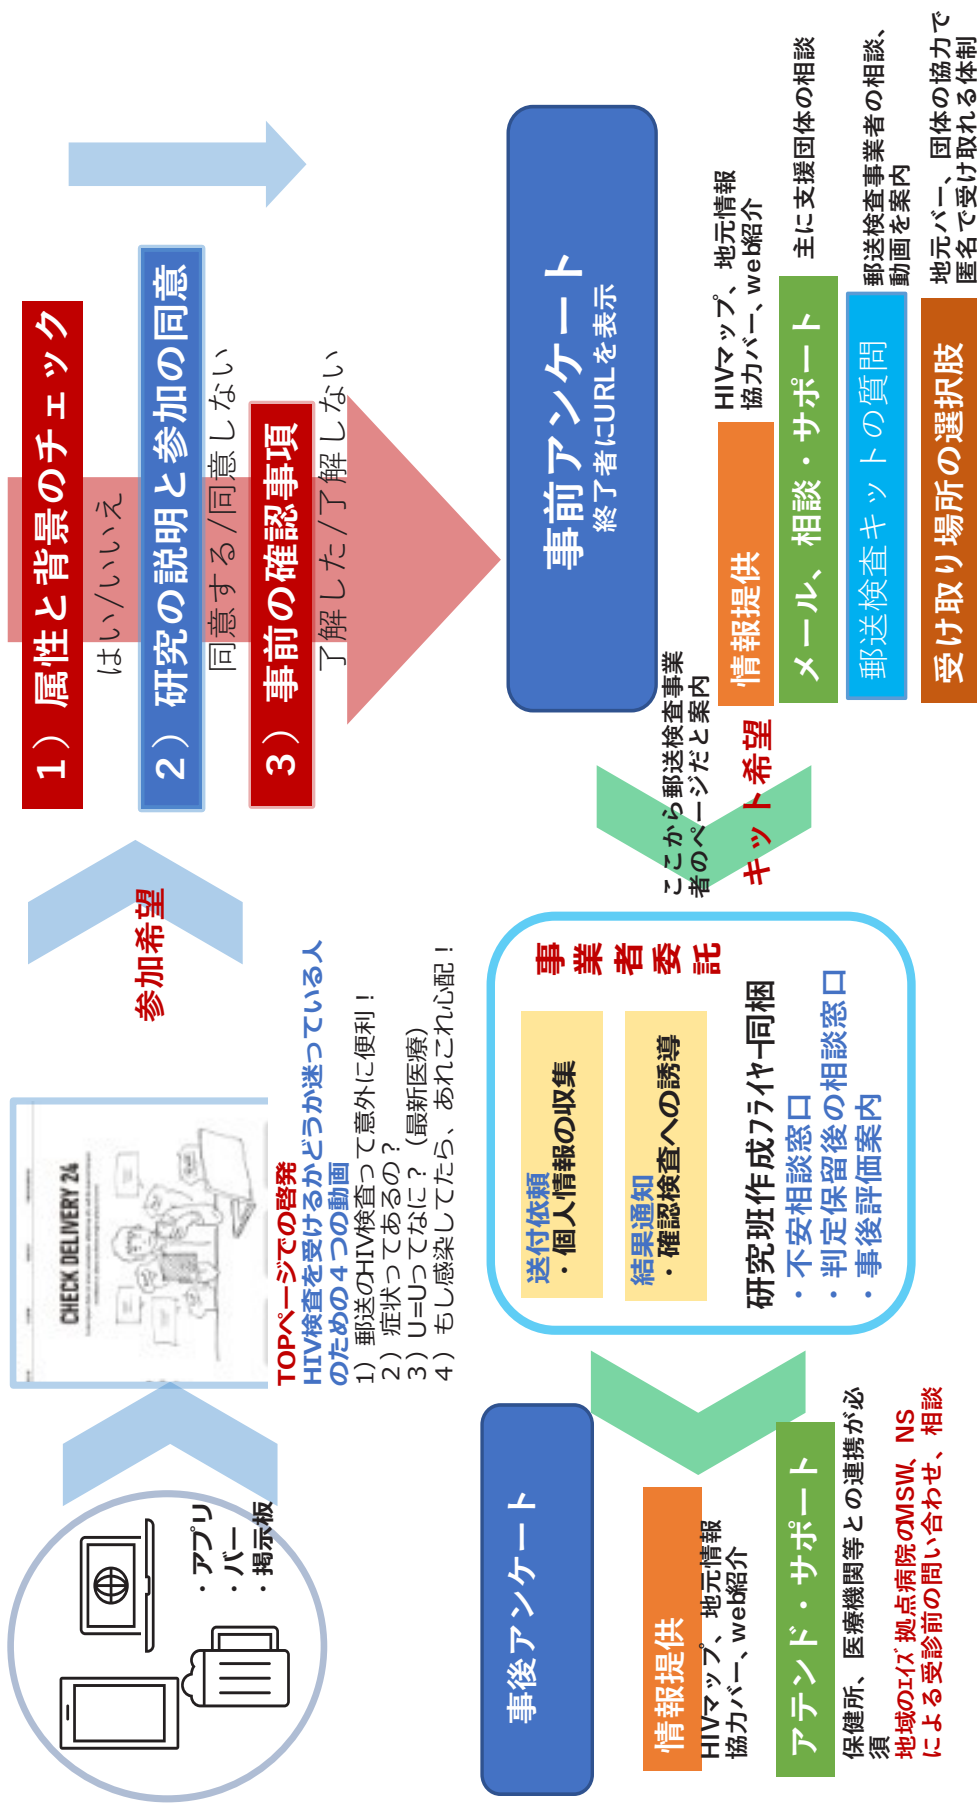 ・アプリ
・バー
・掲示板
CHECK DELIVERY 24
TOPページでの啓発
HIV検査を受けるかどうか迷っている人
のための４つの動画
1）郵送のHIV検査って意外に便利！
2）症状ってあるの？
3）U=Uってなに？（最新医療）
4）もし感染してたら、あれこれ心配！
参加希望
1）属性と背景のチェック
はい/いいえ
2）研究の説明と参加の同意
同意する/同意しない
3）事前の確認事項
了解した/了解しない
事前アンケート
終了者にURLを表示
情報提供
HIVマップ、地元情報
協力バー、web紹介
メール、相談・サポート
主に支援団体の相談
郵送検査キットの質問
郵送検査事業者の相談、
動画を案内
受け取り場所の選択肢
地元バー、団体の協力で
匿名で受け取れる体制
ここから郵送検査事業
者のページだと案内
キット希望
事業者委託
送付依頼
・個人情報の収集
結果通知
・確認検査への誘導
研究班作成フライヤー同梱
・不安相談窓口
・判定保留後の相談窓口
・事後評価案内
事後アンケート
情報提供
HIVマップ、地元情報
協力バー、web紹介
アテンド・サポート
保健所、医療機関等との連携が必
須
地域のエイズ拠点病院のMSW、NS
による受診前の問い合わせ、相談